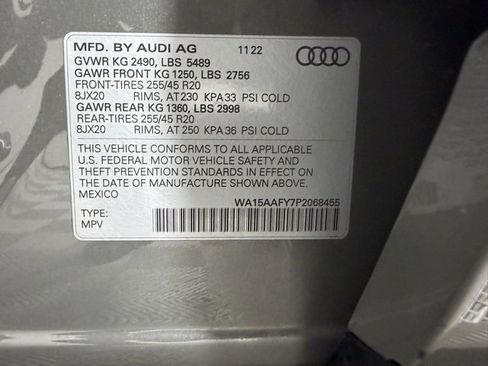 MFD. BY AUDI AG 11 22
GVWR KG 2490, LBS 5489
GAWR FRONT KG 1250, LBS 2756
FRONT-TIRES 255/45 R20
8JX20 RIMS, AT 230 KPA 33 PSI COLD
GAWR REAR KG 1360, LBS 2998
REAR-TIRES 255/45 R20
8JX20 RIMS, AT 250 KPA 36 PSI COLD
THIS VEHICLE CONFORMS TO ALL APPLICABLE
U.S. FEDERAL MOTOR VEHICLE SAFETY AND
THEFT PREVENTION STANDARDS IN EFFECT ON
THE DATE OF MANUFACTURE SHOWN ABOVE.
MEXICO
WA15AAFY7P2068455
TYPE:
MPV